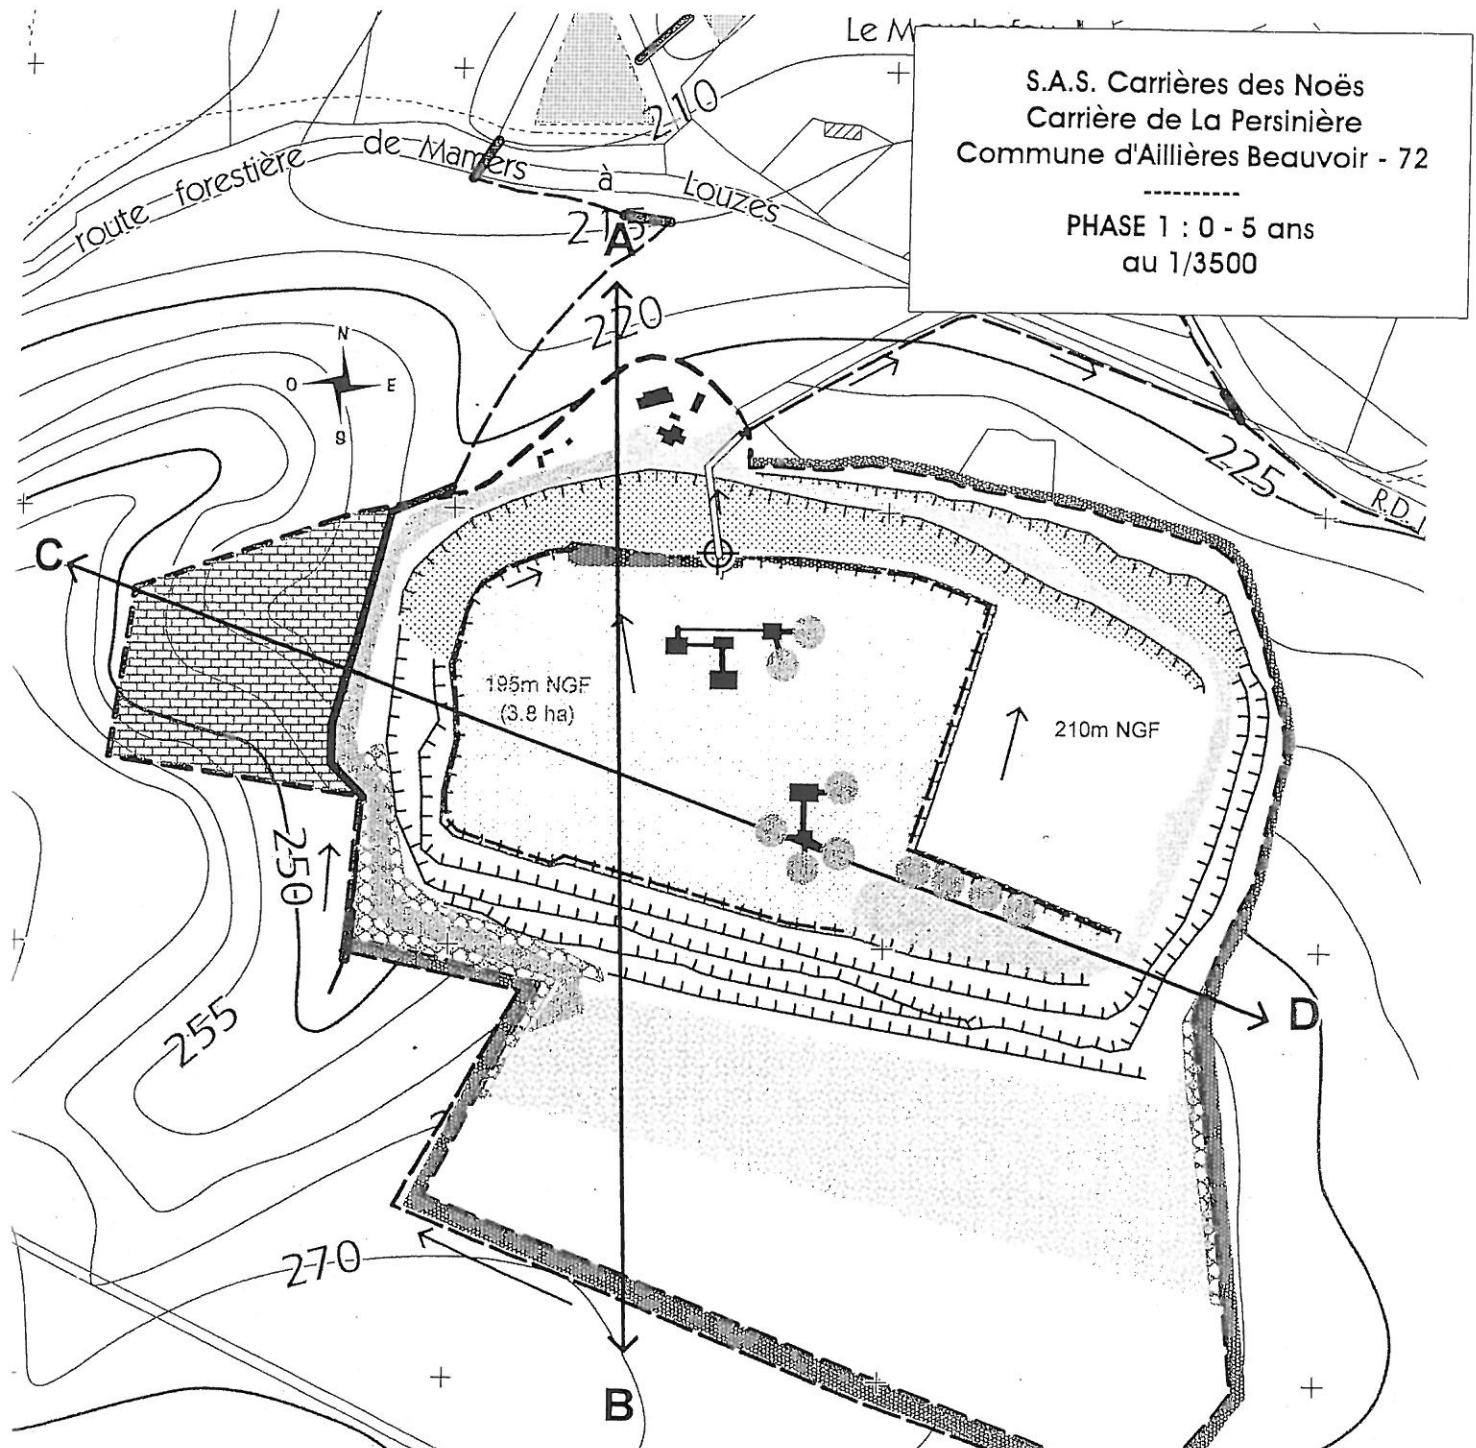 Le
S.A.S. Carrières des Noës
Carrière de La Persinière
Commune d'Aillières Beauvoir - 72
----------
PHASE 1 : 0 - 5 ans
au 1/3500
210
route forestière de Mamers à Louzes
215
A
220
N
O E
S
225
R.D.
C
195m NGF
(3.8 ha)
210m NGF
250
255
D
270
B